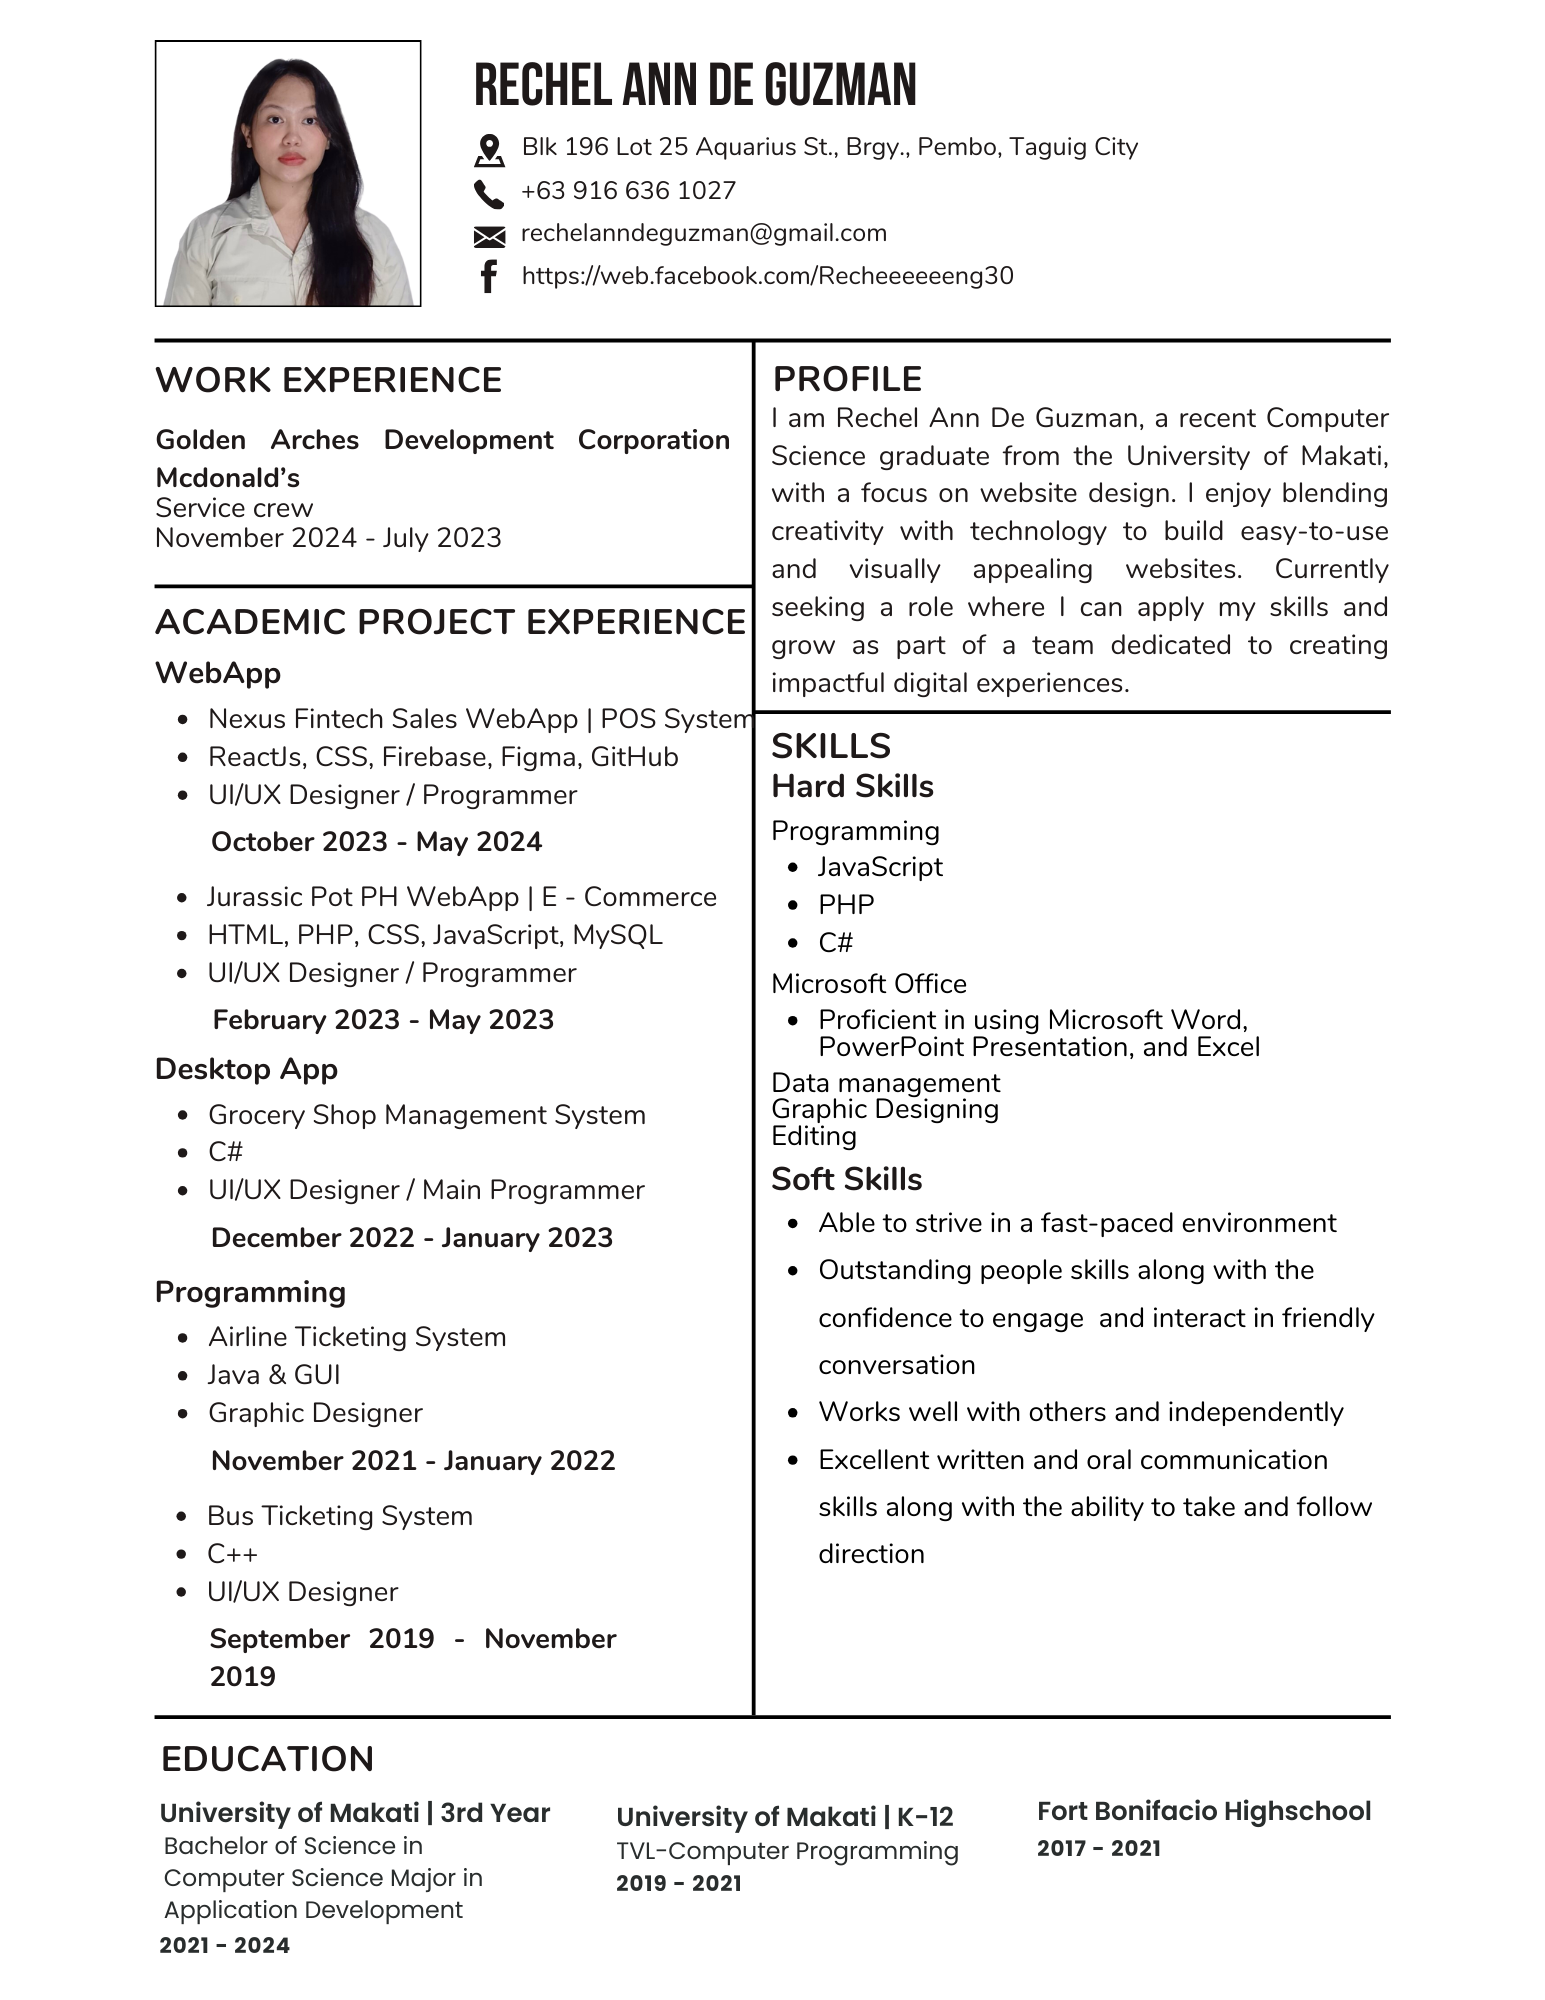 RECHEL ANN DE GUZMAN
Blk 196 Lot 25 Aquarius St., Brgy., Pembo, Taguig City
+63 916 636 1027
rechelanndeguzman@gmail.com
https://web.facebook.com/Recheeeeeeng30
WORK EXPERIENCE
Golden Arches Development Corporation
Mcdonald’s
Service crew
November 2024 - July 2023
ACADEMIC PROJECT EXPERIENCE
WebApp
• Nexus Fintech Sales WebApp | POS System
• ReactJs, CSS, Firebase, Figma, GitHub
• UI/UX Designer / Programmer
October 2023 - May 2024
• Jurassic Pot PH WebApp | E - Commerce
• HTML, PHP, CSS, JavaScript, MySQL
• UI/UX Designer / Programmer
February 2023 - May 2023
Desktop App
• Grocery Shop Management System
• C#
• UI/UX Designer / Main Programmer
December 2022 - January 2023
Programming
• Airline Ticketing System
• Java & GUI
• Graphic Designer
November 2021 - January 2022
• Bus Ticketing System
• C++
• UI/UX Designer
September 2019 - November
2019
PROFILE
I am Rechel Ann De Guzman, a recent Computer
Science graduate from the University of Makati,
with a focus on website design. I enjoy blending
creativity with technology to build easy-to-use
and visually appealing websites. Currently
seeking a role where I can apply my skills and
grow as part of a team dedicated to creating
impactful digital experiences.
SKILLS
Hard Skills
Programming
• JavaScript
• PHP
• C#
Microsoft Office
• Proficient in using Microsoft Word,
PowerPoint Presentation, and Excel
Data management
Graphic Designing
Editing
Soft Skills
• Able to strive in a fast-paced environment
• Outstanding people skills along with the
confidence to engage  and interact in friendly
conversation
• Works well with others and independently
• Excellent written and oral communication
skills along with the ability to take and follow
direction
EDUCATION
University of Makati | 3rd Year
Bachelor of Science in
Computer Science Major in
Application Development
2021 - 2024
University of Makati | K-12
TVL-Computer Programming
2019 - 2021
Fort Bonifacio Highschool
2017 - 2021